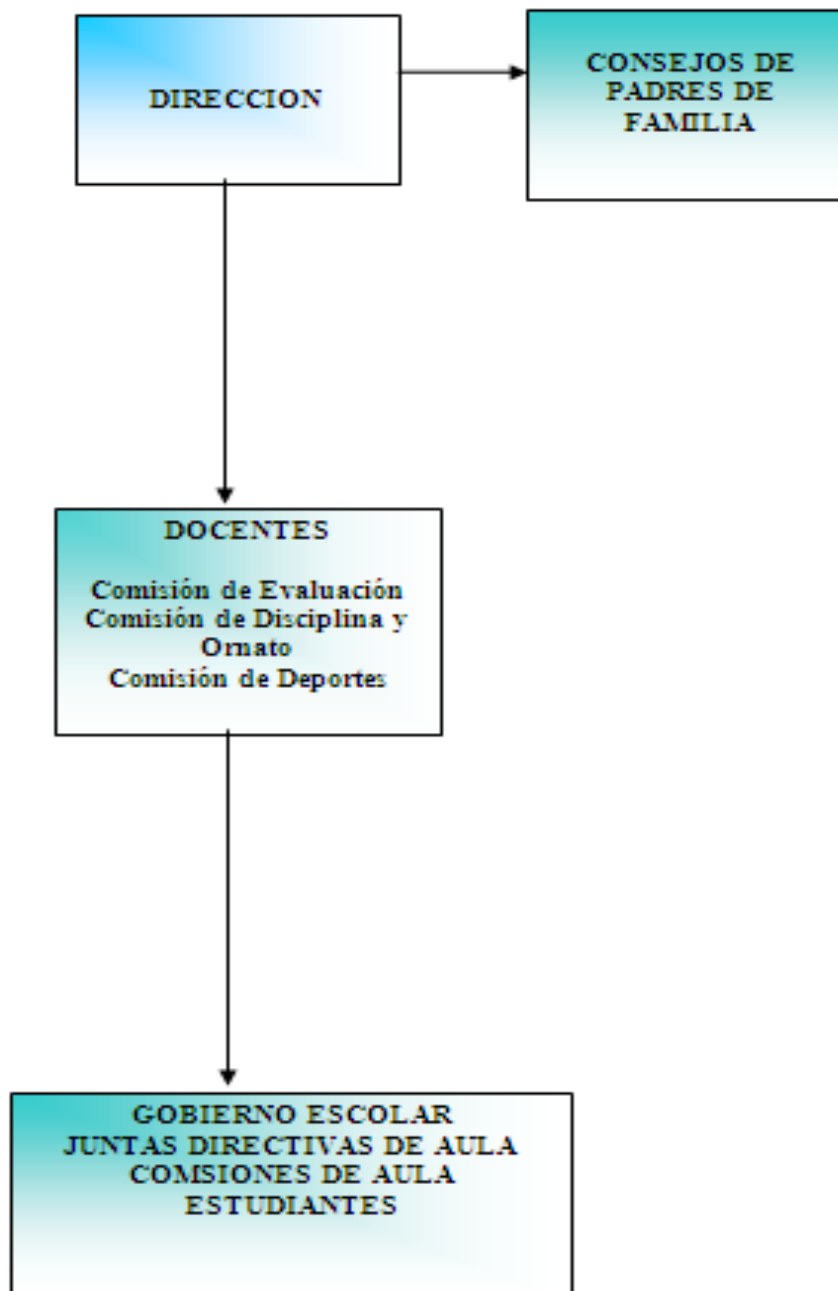 DIRECCION
CONSEJOS DE
PADRES DE
FAMILIA
DOCENTES
Comisión de Evaluación
Comisión de Disciplina y
Ornato
Comisión de Deportes
GOBIERNO ESCOLAR
JUNTAS DIRECTIVAS DE AULA
COMSIONES DE AULA
ESTUDIANTES